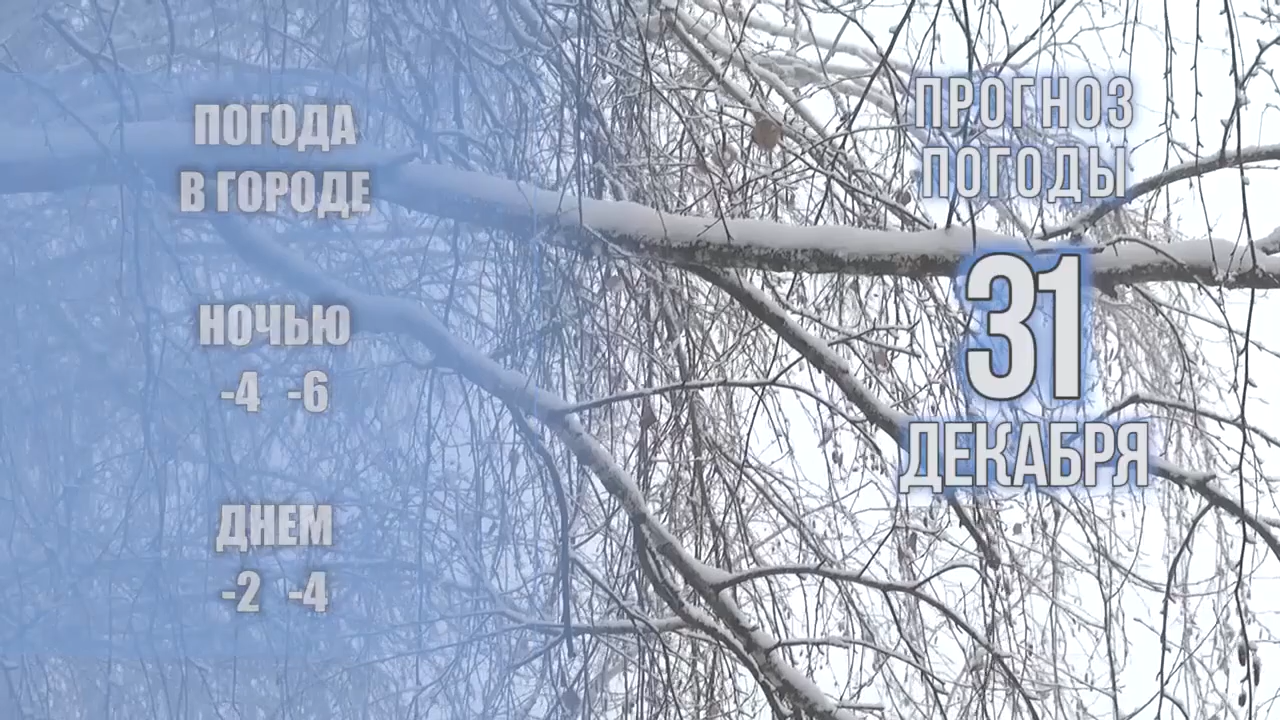 ПОГОДА
В ГОРОДЕ
НОЧЬЮ
-4 -6
ДНЕМ
-2 -4
ПРОГНОЗ
ПОГОДЫ
31
ДЕКАБРЯ